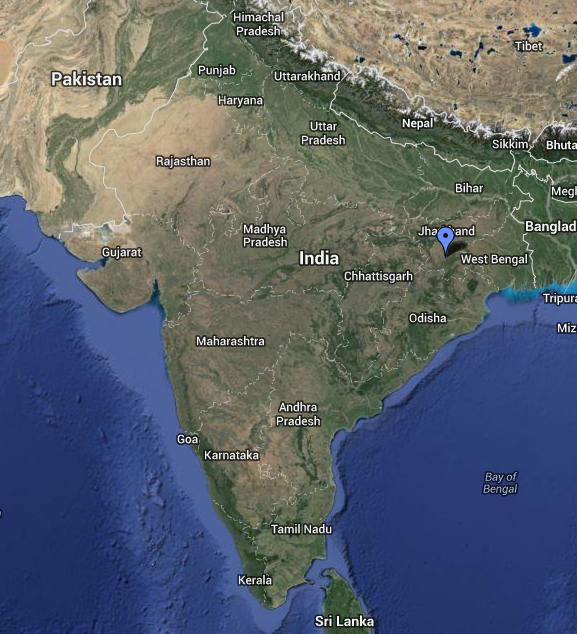 Himachal
Pradesh
Tibet
Pakistan
Punjab
Uttarakhand
Haryana
Uttar
Pradesh
Nepal
Sikkim
Bhuta
Rajasthan
Bihar
Megl
Madhya
Pradesh
Banglad
Gujarat
India
West Bengal
Chhattisgarh
Tripura
Odisha
Miz
Maharashtra
Andhra
Pradesh
Goa
Karnataka
Bay of
Bengal
Tamil Nadu
Kerala
Sri Lanka